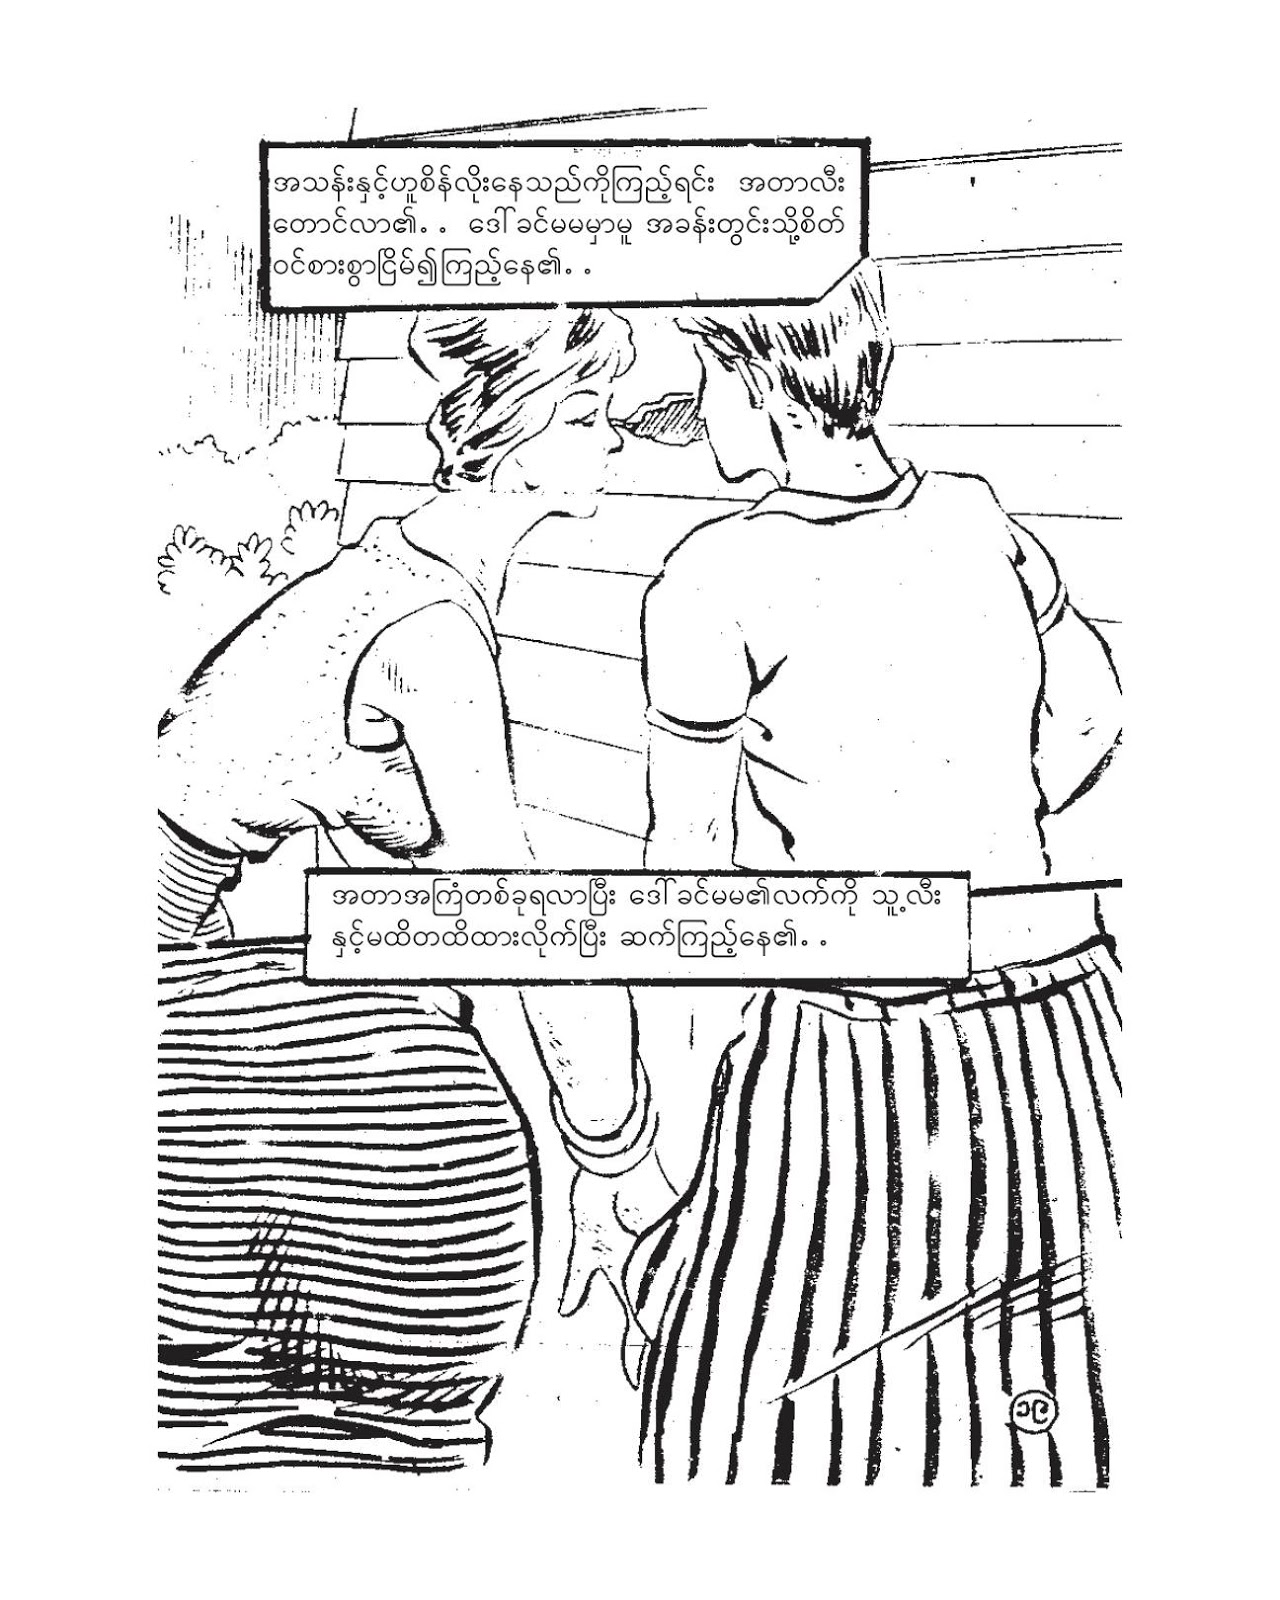 အသန်းနှင့်ဟူစိန်လိုးနေသည်ကိုကြည့်ရင်း အတာလီး
တောင်လာ၏. . ဒေါ်ခင်မမမှာမူ အခန်းတွင်းသို့စိတ်
ဝင်စားစွာငြိမ်၍ကြည့်နေ၏. .
အတာအကြံတစ်ခုရလာပြီး ဒေါ်ခင်မမ၏လက်ကို သူ့လီး
နှင့်မထိတထိထားလိုက်ပြီး ဆက်ကြည့်နေ၏. .
၁၉